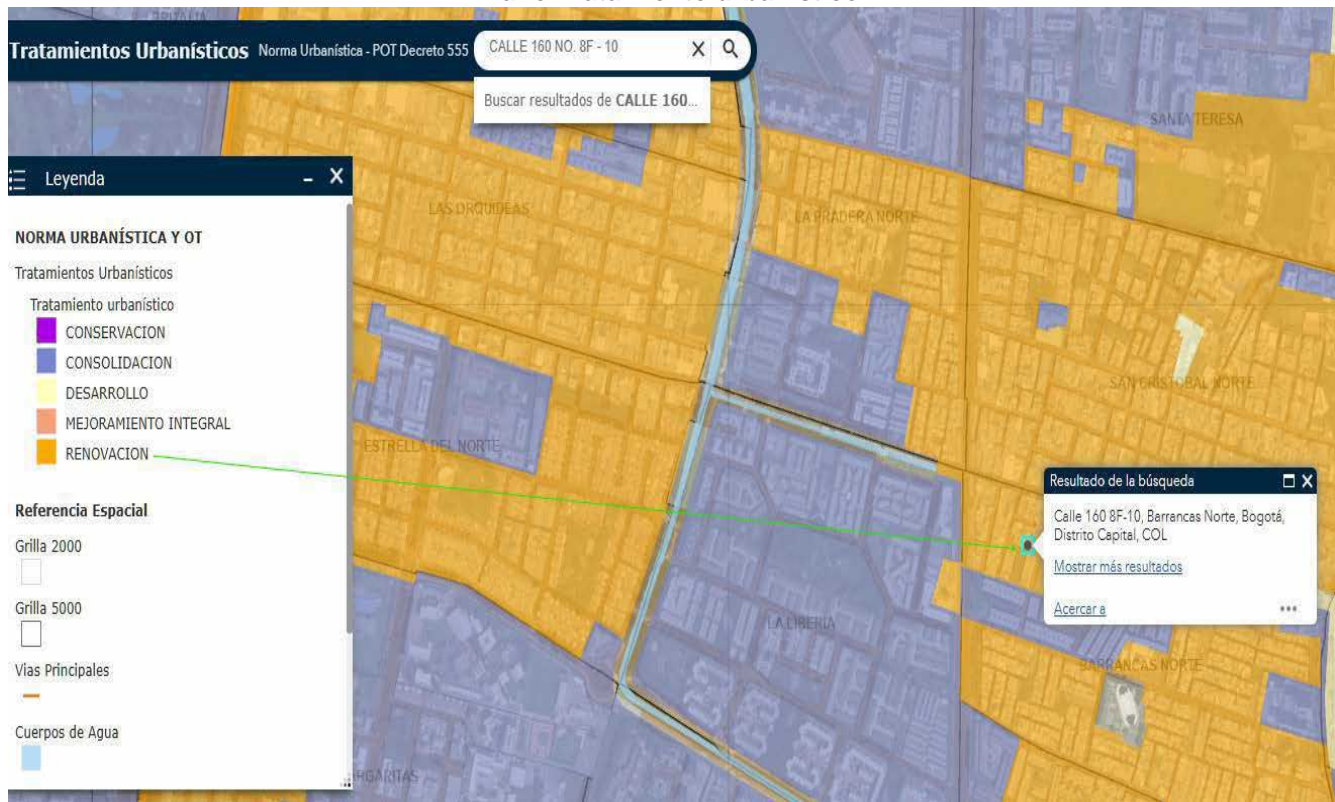 Tratamientos Urbanísticos Norma Urbanística - POT Decreto 555 CALLE 160 NO. 8F - 10
Buscar resultados de CALLE 160...
Leyenda
NORMA URBANÍSTICA Y OT
Tratamientos Urbanísticos
Tratamiento urbanístico
CONSERVACION
CONSOLIDACION
DESARROLLO
MEJORAMIENTO INTEGRAL
RENOVACION
Referencia Espacial
Grilla 2000
Grilla 5000
Vias Principales
Cuerpos de Agua
SANTA TERESA
LAS ORQUIDEAS
LA PRADERA NORTE
SAN CRISTOBAL NORTE
ESTRELLA DEL NORTE
Resultado de la búsqueda
Calle 160 8F-10, Barrancas Norte, Bogotá,
Distrito Capital, COL
Mostrar más resultados
Acercar a
LA LIBERIA
BARRANCAS NORTE